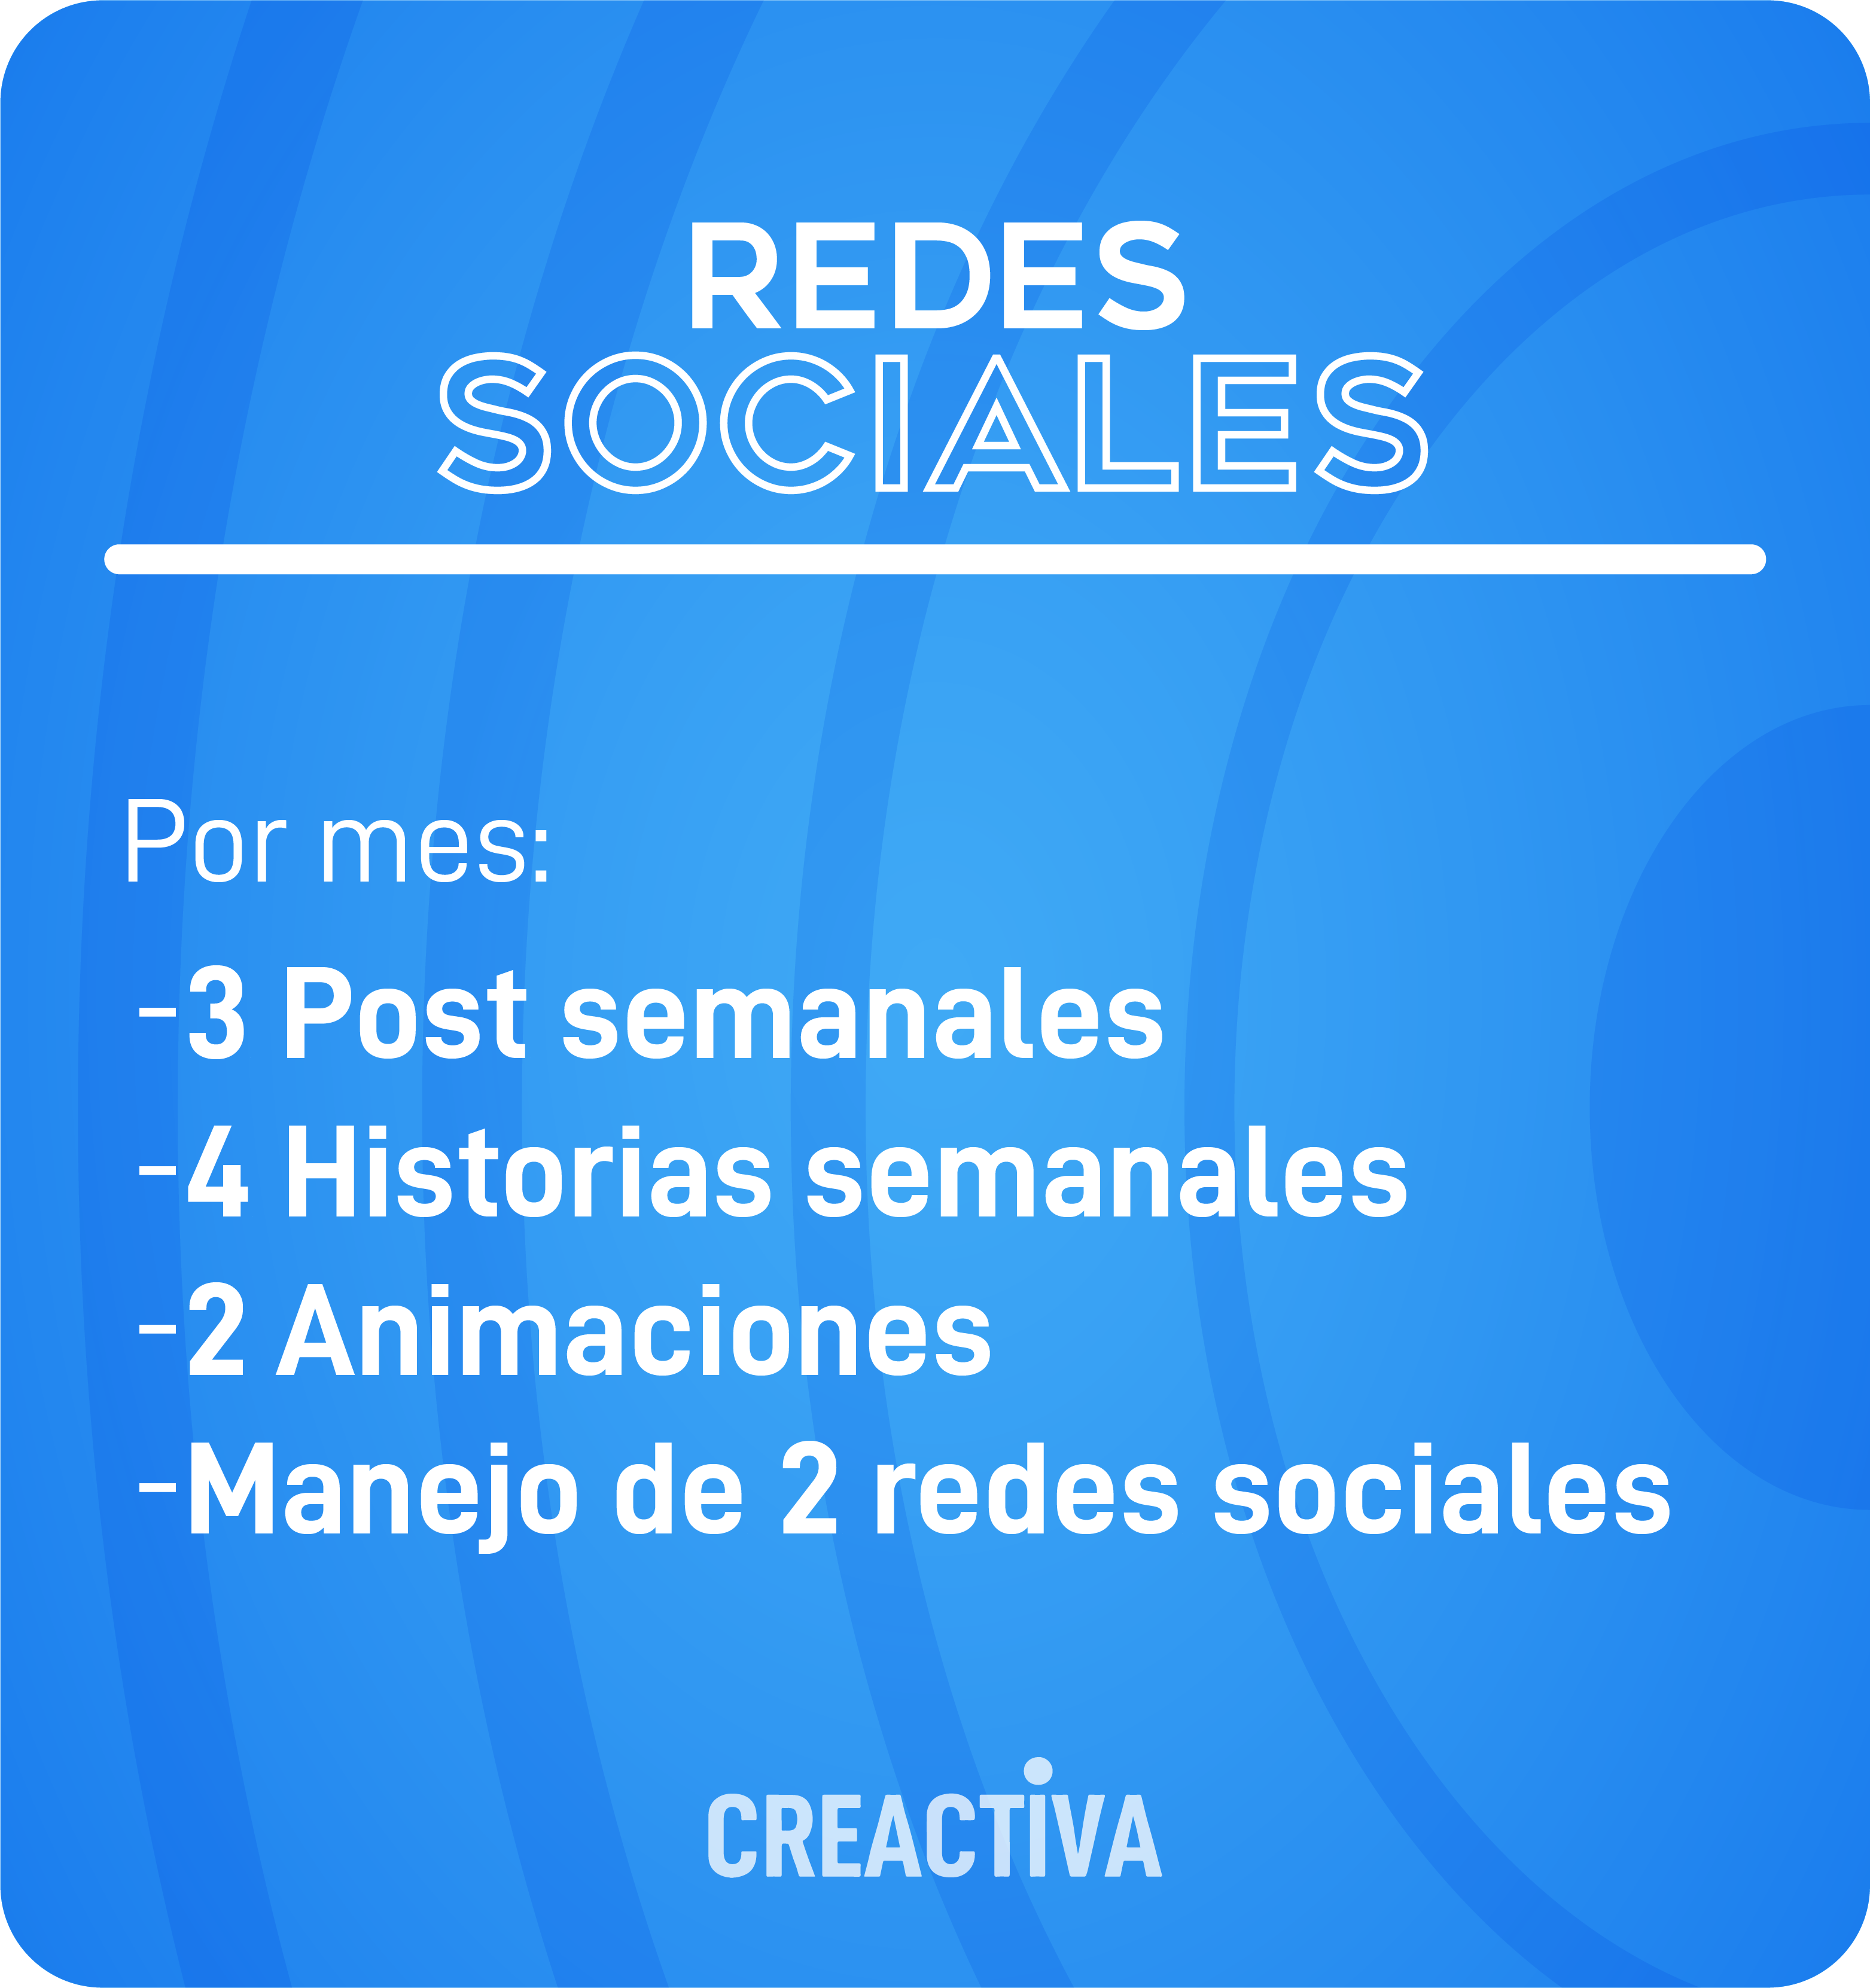 REDES
SOCIALES
Por mes:
-3 Post semanales
-4 Historias semanales
-2 Animaciones
-Manejo de 2 redes sociales
CREACTIVA